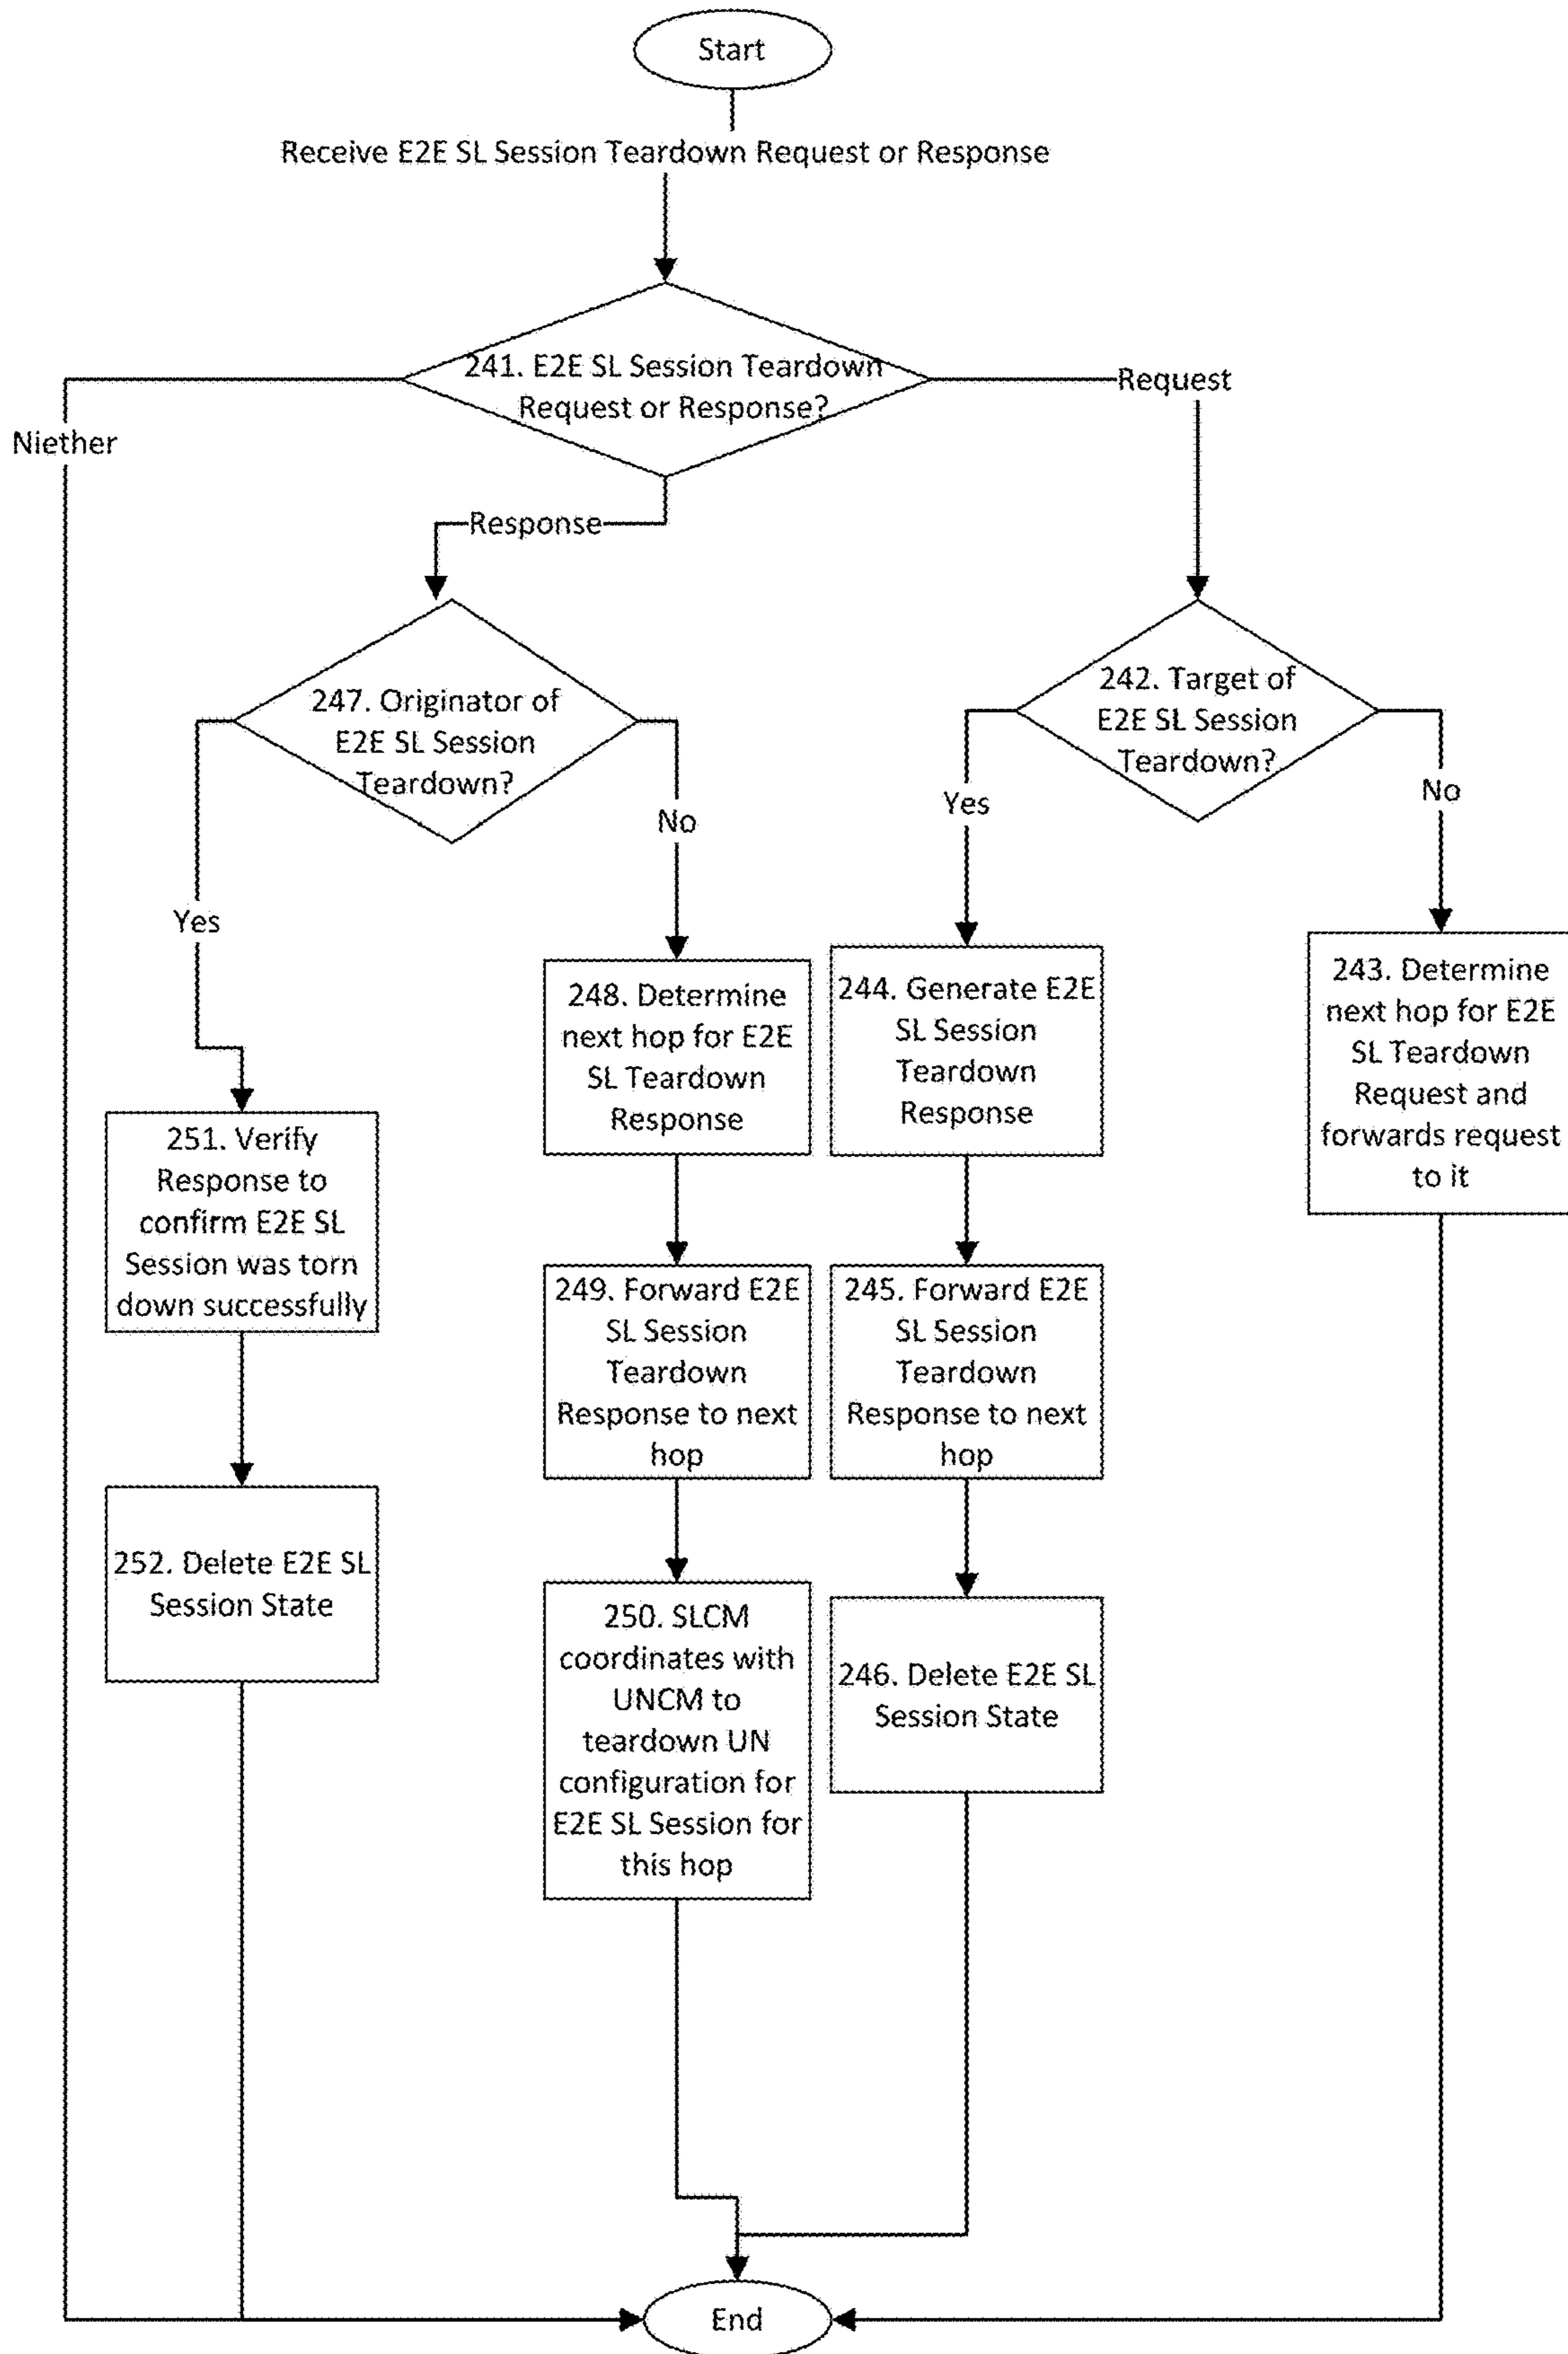 Start
Receive E2E SL Session Teardown Request or Response
241. E2E SL Session Teardown
Request or Response?
Request
Niether
Response
247. Originator of
E2E SL Session
Teardown?
242. Target of
E2E SL Session
Teardown?
Yes
No
Yes
No
251. Verify
Response to
confirm E2E SL
Session was torn
down successfully
248. Determine
next hop for E2E
SL Teardown
Response
244. Generate E2E
SL Session
Teardown
Response
243. Determine
next hop for E2E
SL Teardown
Request and
forwards request
to it
249. Forward E2E
SL Session
Teardown
Response to next
hop
245. Forward E2E
SL Session
Teardown
Response to next
hop
252. Delete E2E SL
Session State
250. SLCM
coordinates with
UNCM to
teardown UN
configuration for
E2E SL Session for
this hop
246. Delete E2E SL
Session State
End